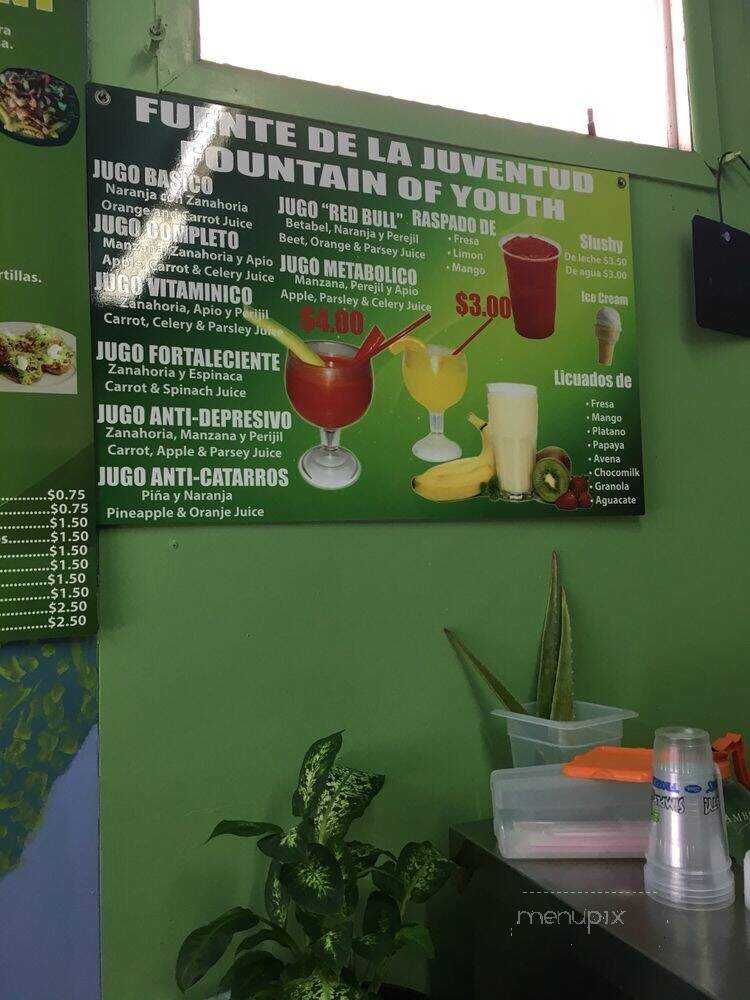 ra
sa.
rtillas.
$0.75
$0.75
$1.50
s.........$1.50
$1.50
$1.50
$1.50
$1.50
$2.50
$2.50
FUENTE DE LA JUVENTUD
FOUNTAIN OF YOUTH
JUGO BASICO
Naranja con Zanahoria
Orange and Carrot Juice
JUGO COMPLETO
Manzana, Zanahoria y Apio
Apple, Carrot & Celery Juice
JUGO VITAMINICO
Zanahoria, Apio y Perijil
Carrot, Celery & Parsley Juice
JUGO FORTALECIENTE
Zanahoria y Espinaca
Carrot & Spinach Juice
JUGO ANTI-DEPRESIVO
Zanahoria, Manzana y Perijil
Carrot, Apple & Parsey Juice
JUGO ANTI-CATARROS
Piña y Naranja
Pineapple & Oranje Juice
JUGO "RED BULL"
Betabel, Naranja y Perejil
Beet, Orange & Parsey Juice
JUGO METABOLICO
Manzana, Perejil y Apio
Apple, Parsley & Celery Juice
$4.00
RASPADO DE
• Fresa
• Limon
• Mango
$3.00
Slushy
De leche $3.50
De agua $3.00
Ice Cream
Licuados de
• Fresa
• Mango
• Platano
• Papaya
• Avena
• Chocomilk
• Granola
• Aguacate
menupix